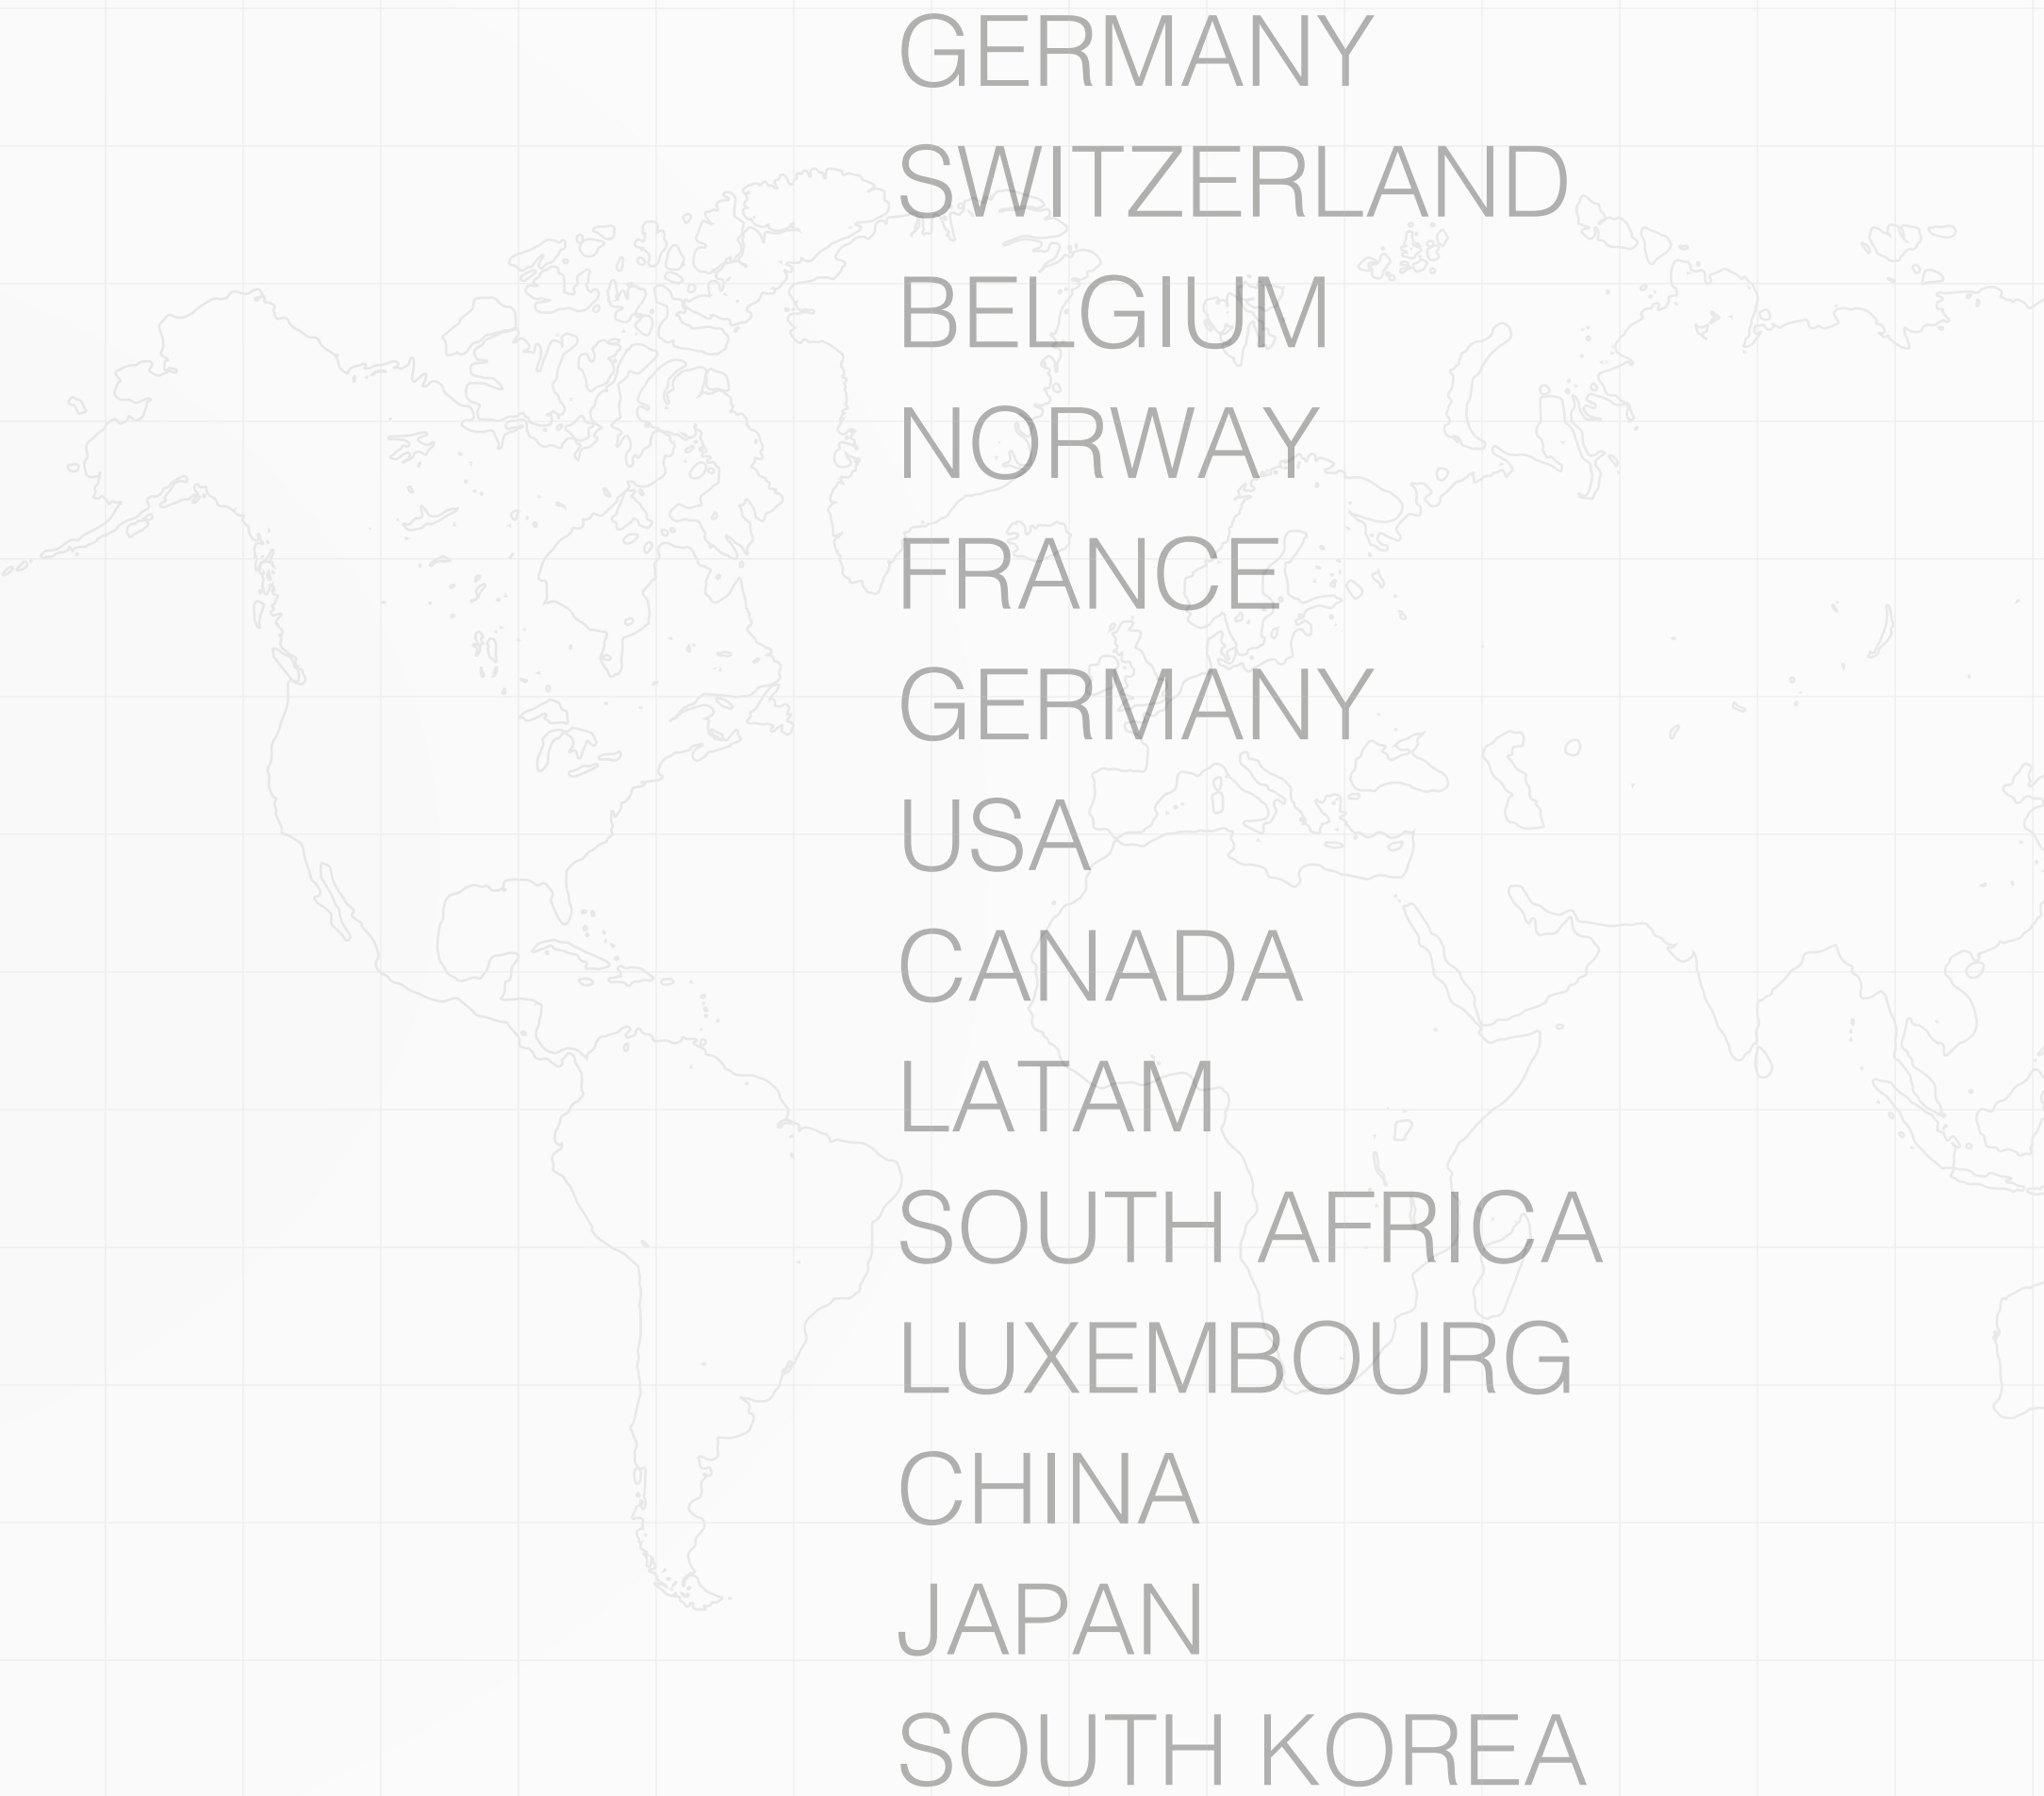 GERMANY
SWITZERLAND
BELGIUM
NORWAY
FRANCE
GERMANY
USA
CANADA
LATAM
SOUTH AFRICA
LUXEMBOURG
CHINA
JAPAN
SOUTH KOREA